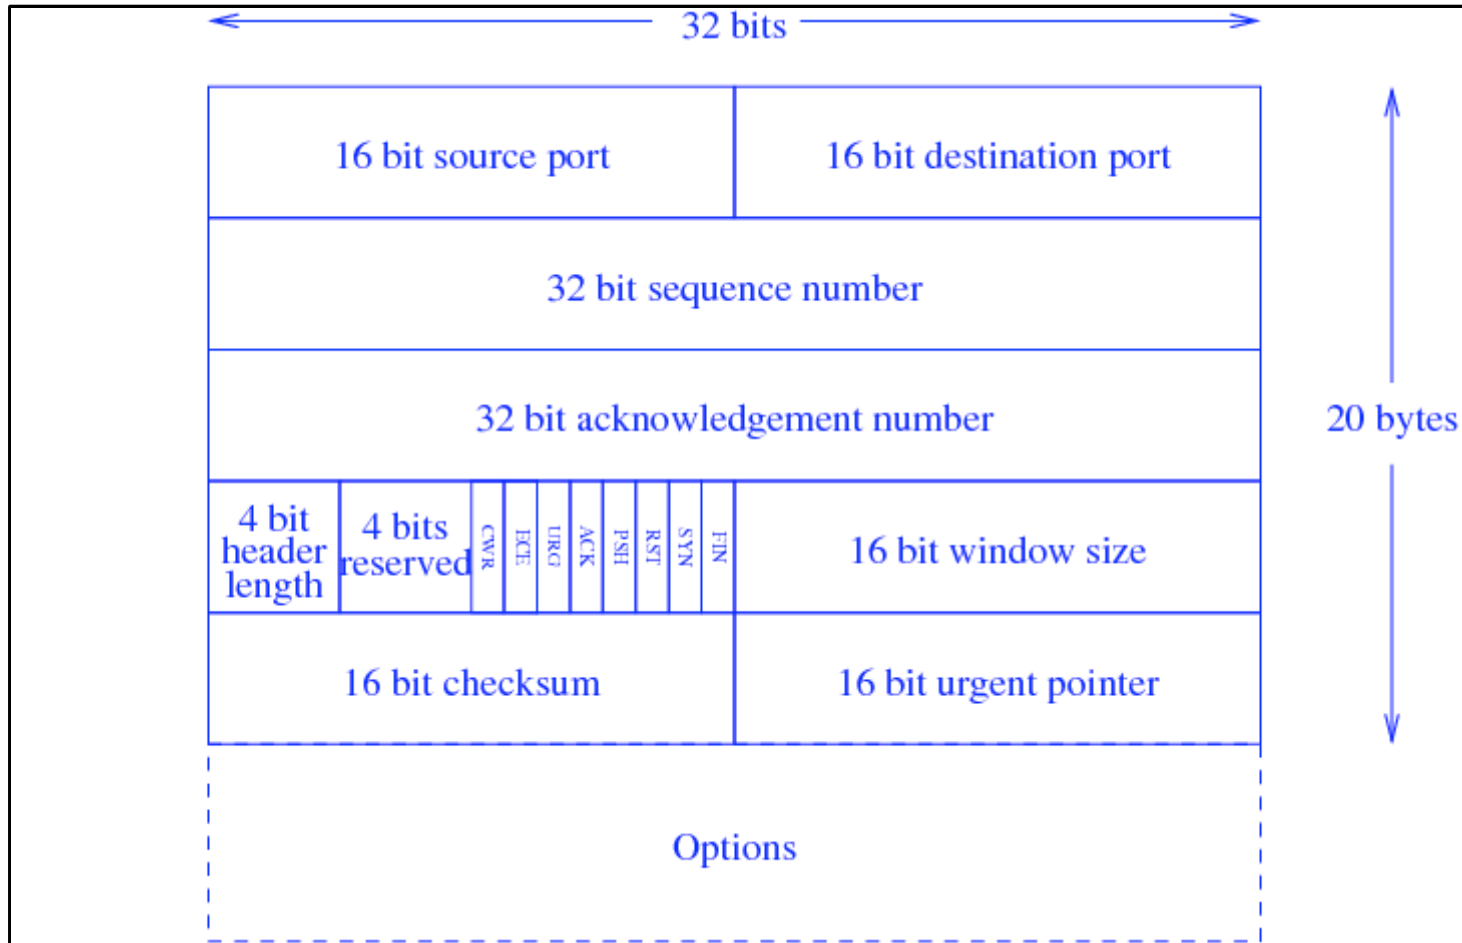 32 bits
16 bit source port
16 bit destination port
32 bit sequence number
32 bit acknowledgement number
20 bytes
4 bit
header
length
4 bits
reserved
CWR
ECE
URG
ACK
PSH
RST
SYN
FIN
16 bit window size
16 bit checksum
16 bit urgent pointer
Options